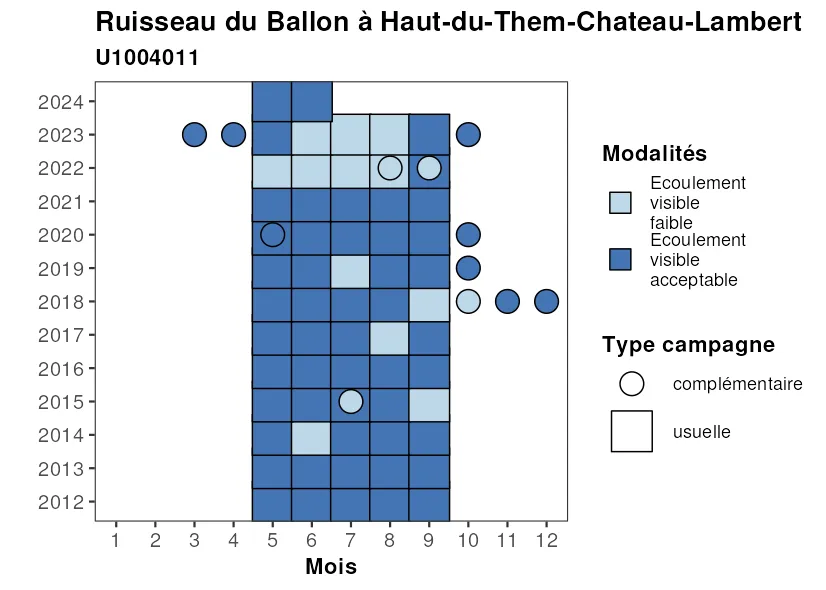 Ruisseau du Ballon à Haut-du-Them-Chateau-Lambert
U1004011
2024
2023
2022
2021
2020
2019
2018
2017
2016
2015
2014
2013
2012
1 2 3 4 5 6 7 8 9 10 11 12
Mois
Modalités
Ecoulement
visible
faible
Ecoulement
visible
acceptable
Type campagne
complémentaire
usuelle